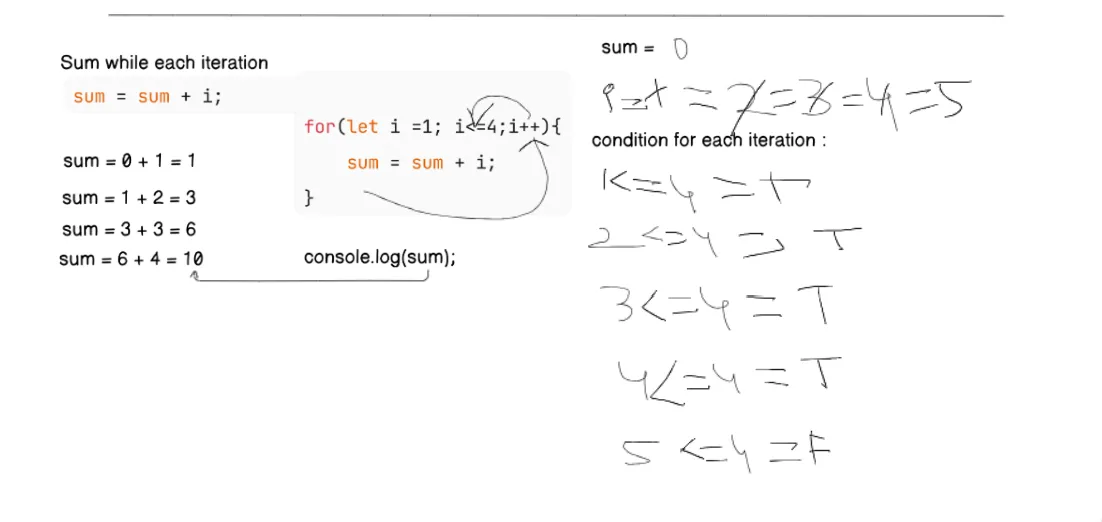 Sum while each iteration
sum = sum + i;
sum = 0 + 1 = 1
sum = 1 + 2 = 3
sum = 3 + 3 = 6
sum = 6 + 4 = 10
for(let i =1; i<=4;i++){
sum = sum + i;
}
console.log(sum);
sum = 0
i=1=2=3=4=5
condition for each iteration :
1<=4 = T
2<=4 = T
3<=4 = T
4<=4 = T
5 <=4 = F